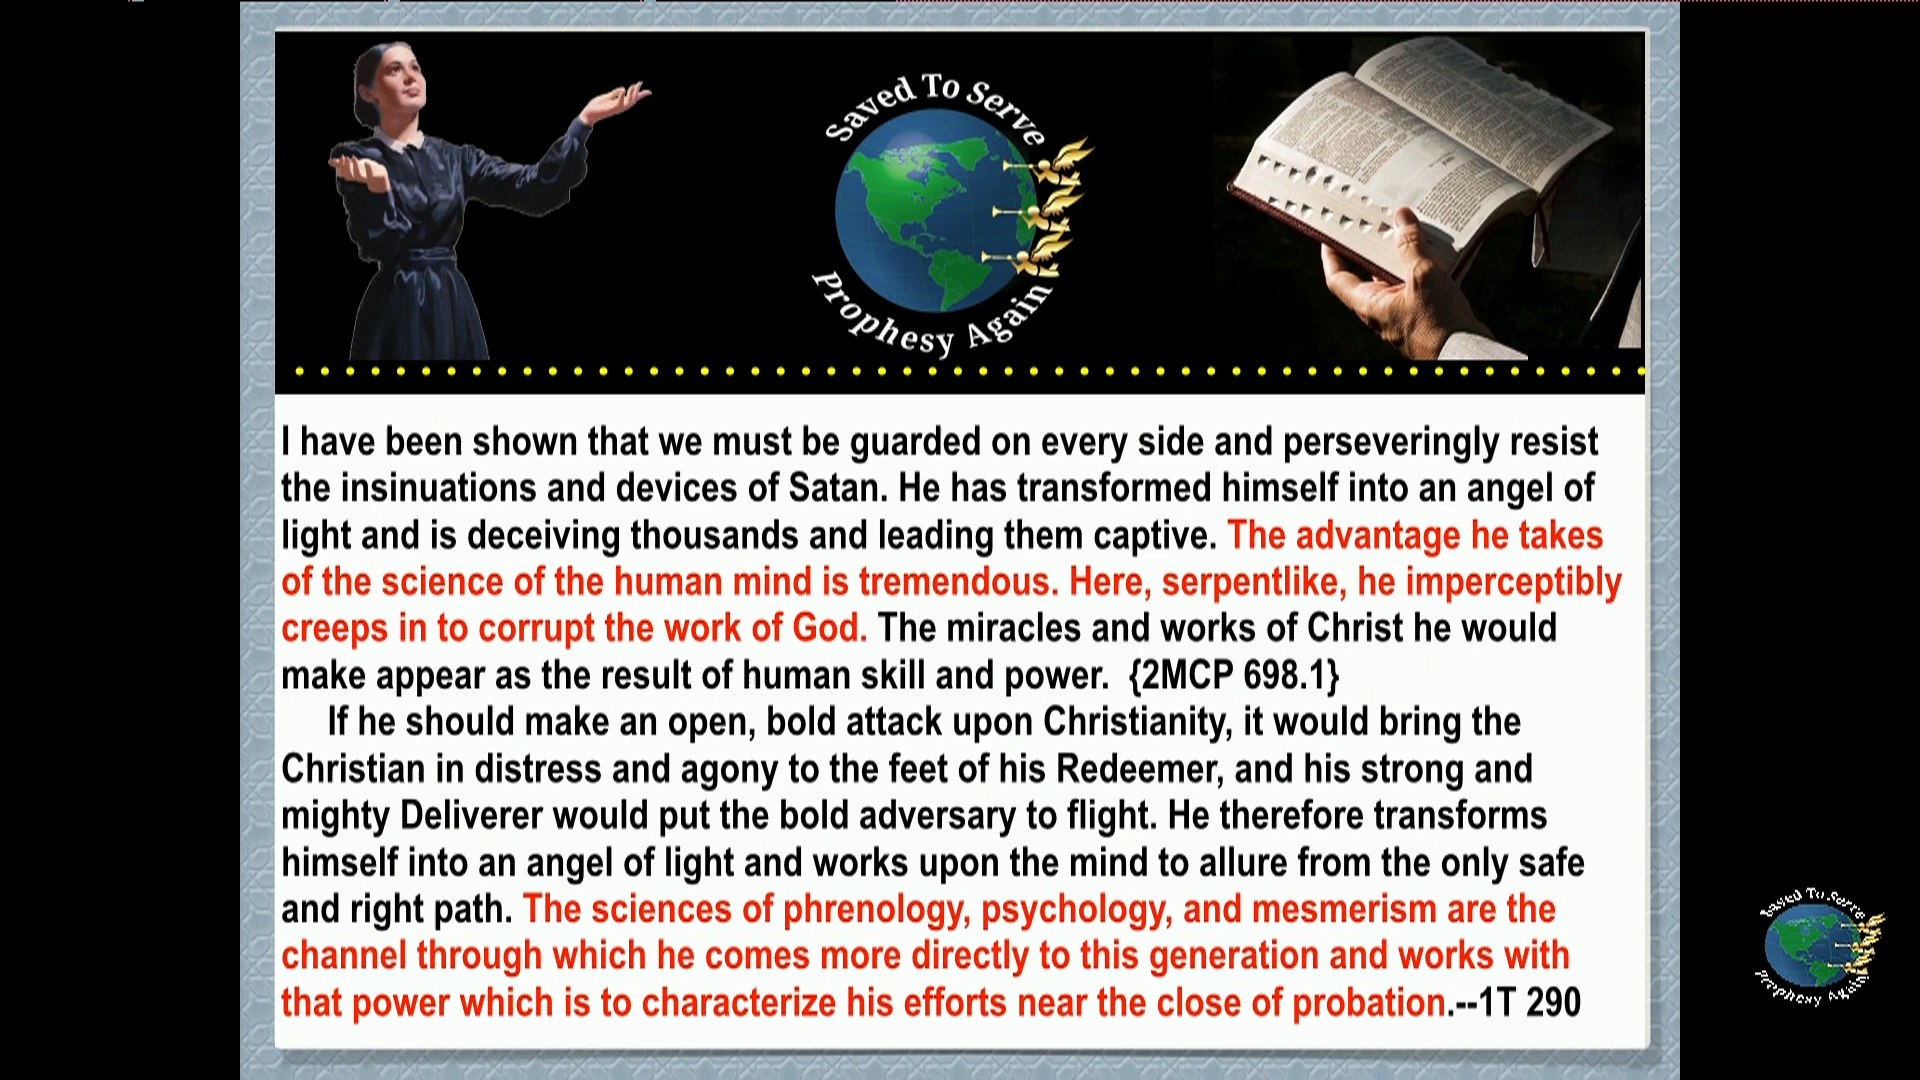 Saved To Serve
Prophesy Again
I have been shown that we must be guarded on every side and perseveringly resist
the insinuations and devices of Satan. He has transformed himself into an angel of
light and is deceiving thousands and leading them captive. The advantage he takes
of the science of the human mind is tremendous. Here, serpentlike, he imperceptibly
creeps in to corrupt the work of God. The miracles and works of Christ he would
make appear as the result of human skill and power.  {2MCP 698.1}
If he should make an open, bold attack upon Christianity, it would bring the
Christian in distress and agony to the feet of his Redeemer, and his strong and
mighty Deliverer would put the bold adversary to flight. He therefore transforms
himself into an angel of light and works upon the mind to allure from the only safe
and right path. The sciences of phrenology, psychology, and mesmerism are the
channel through which he comes more directly to this generation and works with
that power which is to characterize his efforts near the close of probation.--1T 290
Saved To Serve
Prophesy Again